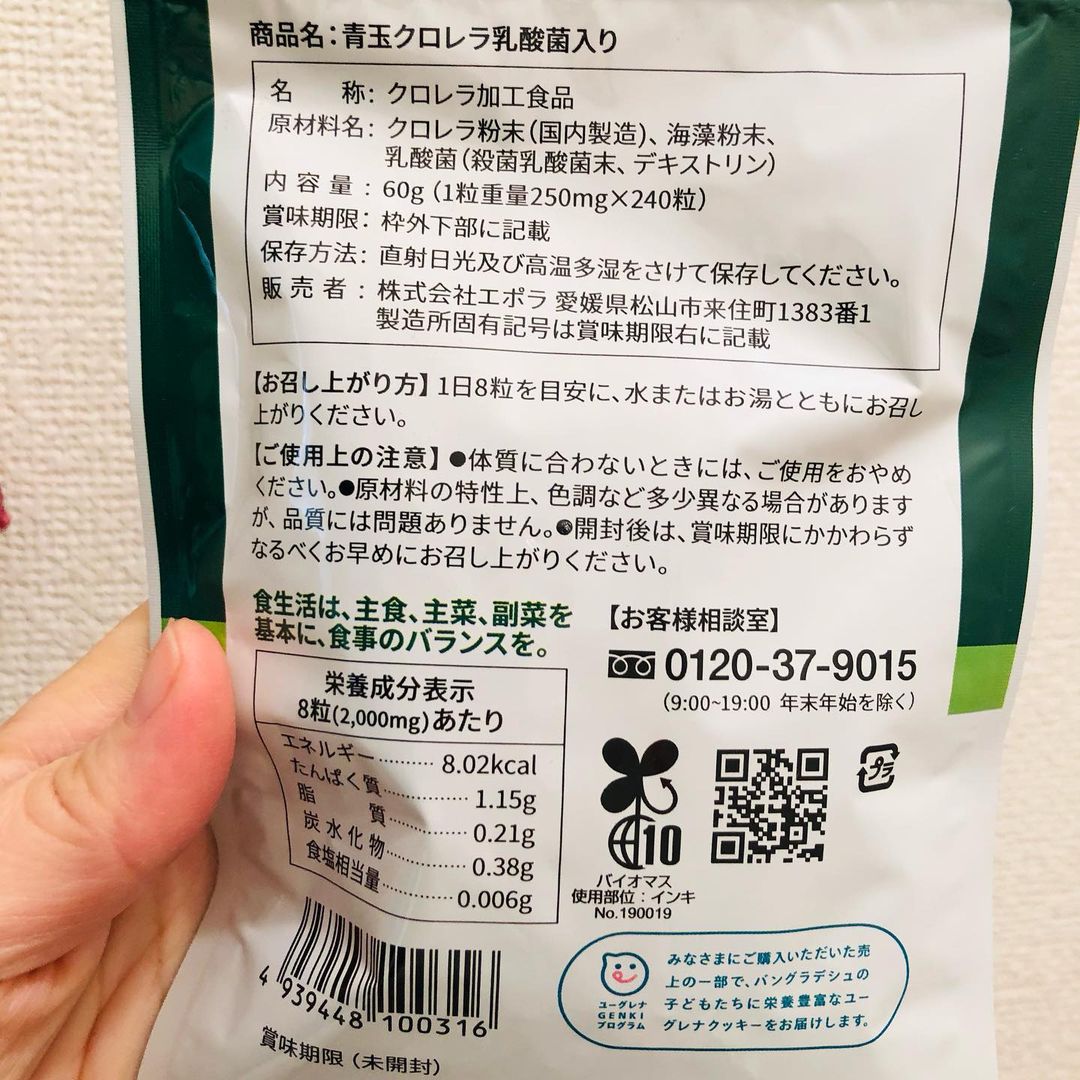 商品名：青玉クロレラ乳酸菌入り
名　　称：クロレラ加工食品
原材料名：クロレラ粉末（国内製造）、海藻粉末、
乳酸菌（殺菌乳酸菌末、デキストリン）
内容量：60g（1粒重量250mg×240粒）
賞味期限：枠外下部に記載
保存方法：直射日光及び高温多湿をさけて保存してください。
販売者：株式会社エポラ 愛媛県松山市来住町1383番1
製造所固有記号は賞味期限右に記載
【お召し上がり方】1日8粒を目安に、水またはお湯とともにお召し
上がりください。
【ご使用上の注意】●体質に合わないときには、ご使用をおやめ
ください。●原材料の特性上、色調など多少異なる場合があります
が、品質には問題ありません。●開封後は、賞味期限にかかわらず
なるべくお早めにお召し上がりください。
食生活は、主食、主菜、副菜を
基本に、食事のバランスを。
栄養成分表示
8粒(2,000mg)あたり
エネルギー……… 8.02kcal
たんぱく質……… 1.15g
脂　　質……… 0.21g
炭水化物……… 0.38g
食塩相当量……… 0.006g
【お客様相談室】
0120-37-9015
（9:00~19:00 年末年始を除く）
プラ
10
バイオマス
使用部位：インキ
No.190019
ユーグレナ
GENKI
プログラム
みなさまにご購入いただいた売
上の一部で、バングラデシュの
子どもたちに栄養豊富なユー
グレナクッキーをお届けします。
4 939448 100316
賞味期限（未開封）